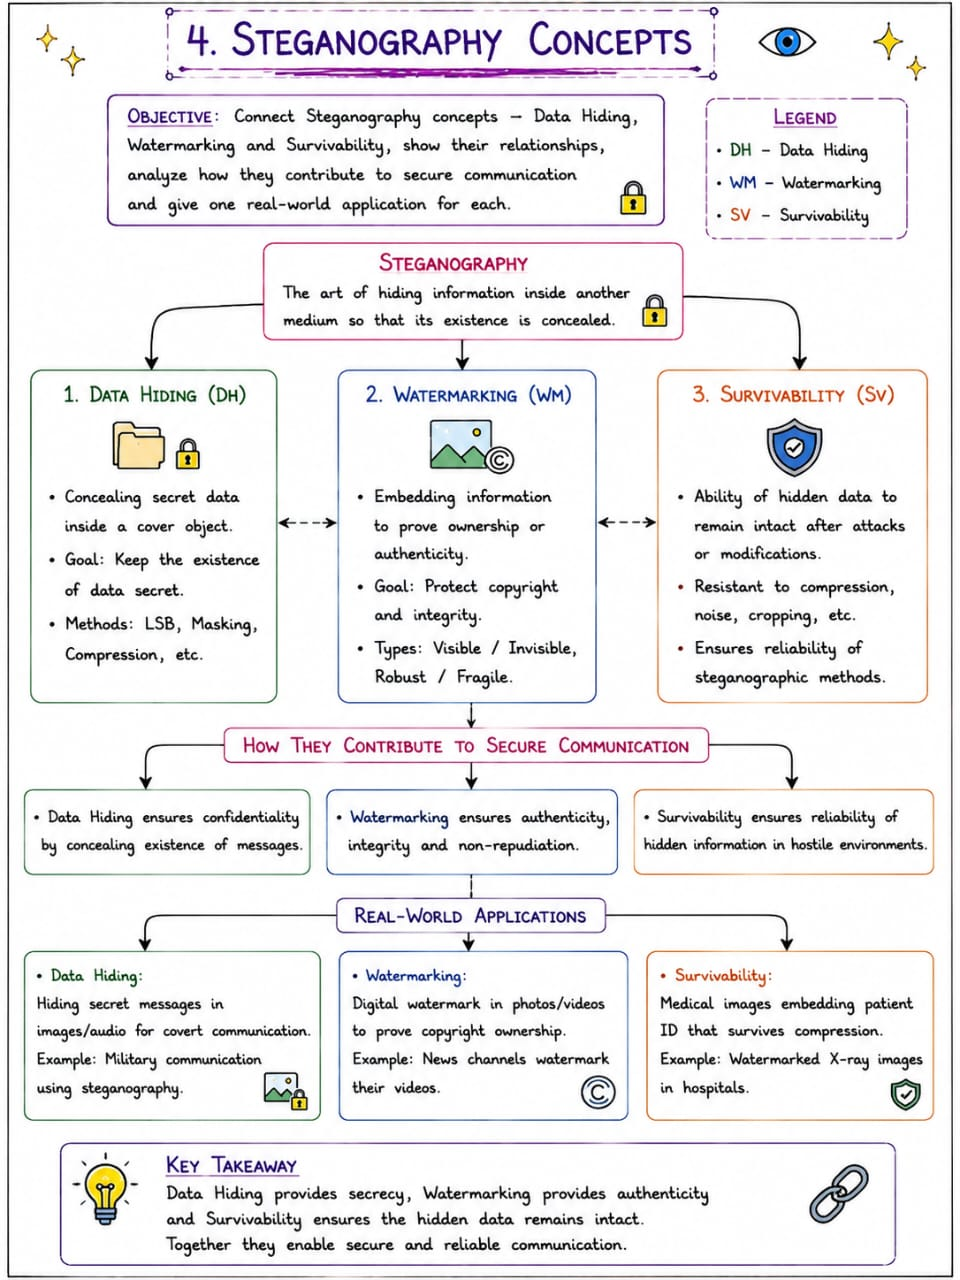 4. STEGANOGRAPHY CONCEPTS
OBJECTIVE: Connect Steganography concepts – Data Hiding,
Watermarking and Survivability, show their relationships,
analyze how they contribute to secure communication
and give one real-world application for each.
LEGEND
• DH – Data Hiding
• WM – Watermarking
• SV – Survivability
STEGANOGRAPHY
The art of hiding information inside another
medium so that its existence is concealed.
1. DATA HIDING (DH)
• Concealing secret data
inside a cover object.
• Goal: Keep the existence
of data secret.
• Methods: LSB, Masking,
Compression, etc.
2. WATERMARKING (WM)
©
• Embedding information
to prove ownership or
authenticity.
• Goal: Protect copyright
and integrity.
• Types: Visible / Invisible,
Robust / Fragile.
3. SURVIVABILITY (SV)
• Ability of hidden data to
remain intact after attacks
or modifications.
• Resistant to compression,
noise, cropping, etc.
• Ensures reliability of
steganographic methods.
HOW THEY CONTRIBUTE TO SECURE COMMUNICATION
• Data Hiding ensures confidentiality
by concealing existence of messages.
• Watermarking ensures authenticity,
integrity and non-repudiation.
• Survivability ensures reliability of
hidden information in hostile environments.
REAL-WORLD APPLICATIONS
• Data Hiding:
Hiding secret messages in
images/audio for covert communication.
Example: Military communication
using steganography.
• Watermarking:
Digital watermark in photos/videos
to prove copyright ownership.
Example: News channels watermark
their videos.
©
• Survivability:
Medical images embedding patient
ID that survives compression.
Example: Watermarked X-ray images
in hospitals.
KEY TAKEAWAY
Data Hiding provides secrecy, Watermarking provides authenticity
and Survivability ensures the hidden data remains intact.
Together they enable secure and reliable communication.